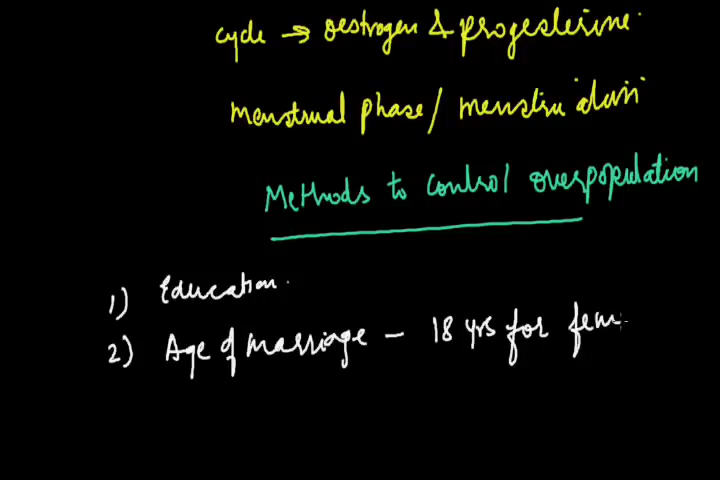 cycle → oestrogen & progesterone.
menstrual phase / menstruation
Methods to control overpopulation
1) Education.
2) Age of marriage – 18 yrs for fem